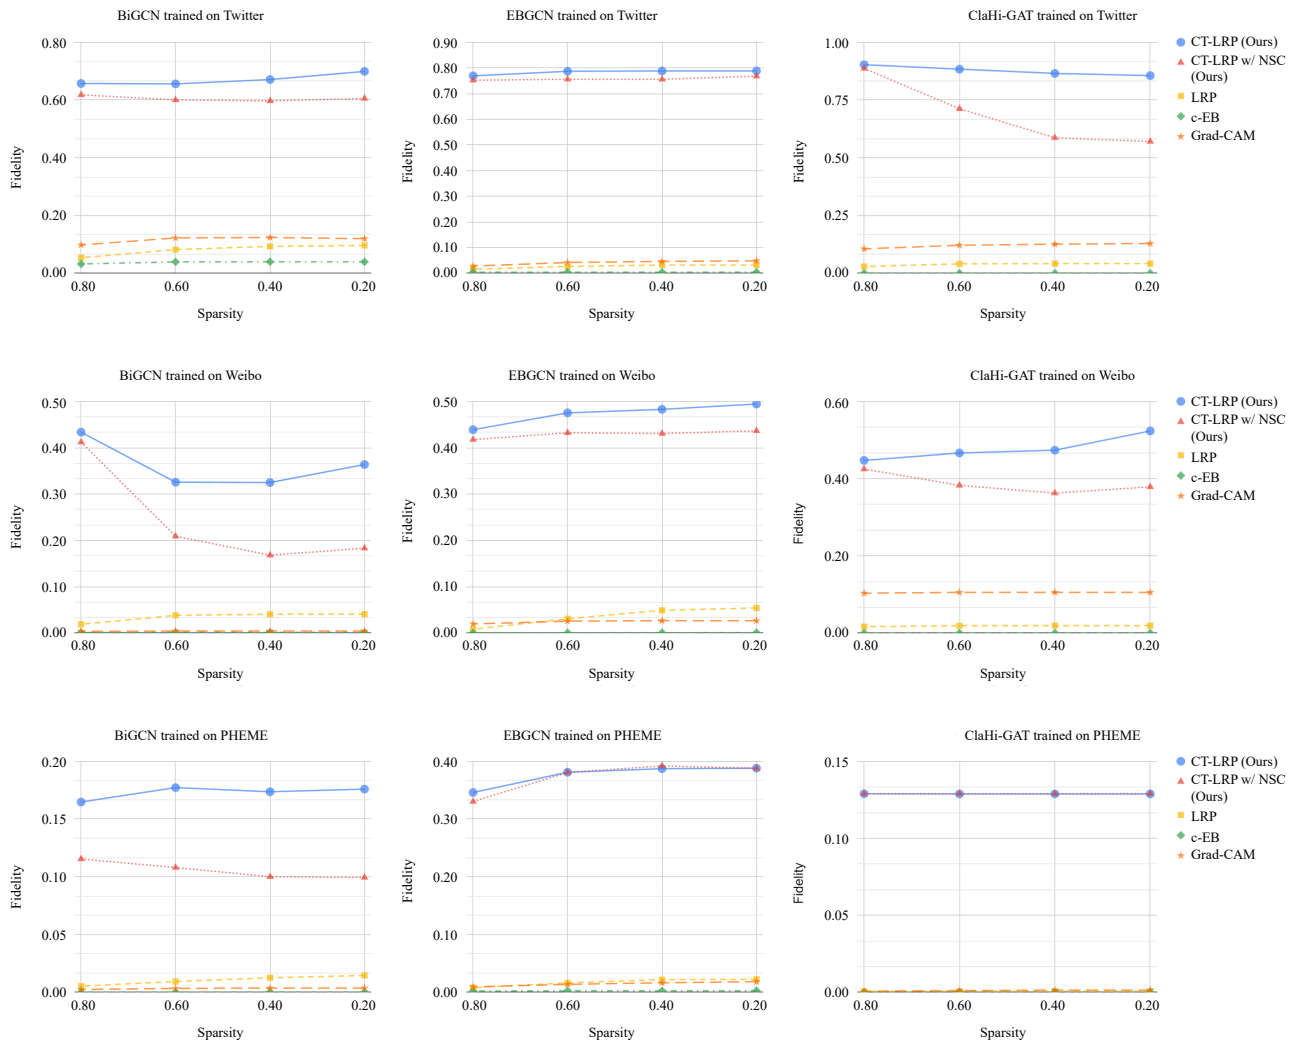 BiGCN trained on Twitter
0.80
0.60
0.40
0.20
0.00
Fidelity
0.80 0.60 0.40 0.20
Sparsity
EBGCN trained on Twitter
0.90
0.80
0.70
0.60
0.50
0.40
0.30
0.20
0.10
0.00
Fidelity
0.80 0.60 0.40 0.20
Sparsity
ClaHi-GAT trained on Twitter
1.00
0.75
0.50
0.25
0.00
Fidelity
0.80 0.60 0.40 0.20
Sparsity
CT-LRP (Ours)
CT-LRP w/ NSC
(Ours)
LRP
c-EB
Grad-CAM
BiGCN trained on Weibo
0.50
0.40
0.30
0.20
0.10
0.00
Fidelity
0.80 0.60 0.40 0.20
Sparsity
EBGCN trained on Weibo
0.50
0.40
0.30
0.20
0.10
0.00
Fidelity
0.80 0.60 0.40 0.20
Sparsity
ClaHi-GAT trained on Weibo
0.60
0.40
0.20
0.00
Fidelity
0.80 0.60 0.40 0.20
Sparsity
CT-LRP (Ours)
CT-LRP w/ NSC
(Ours)
LRP
c-EB
Grad-CAM
BiGCN trained on PHEME
0.20
0.15
0.10
0.05
0.00
Fidelity
0.80 0.60 0.40 0.20
Sparsity
EBGCN trained on PHEME
0.40
0.30
0.20
0.10
0.00
Fidelity
0.80 0.60 0.40 0.20
Sparsity
ClaHi-GAT trained on PHEME
0.15
0.10
0.05
0.00
Fidelity
0.80 0.60 0.40 0.20
Sparsity
CT-LRP (Ours)
CT-LRP w/ NSC
(Ours)
LRP
c-EB
Grad-CAM